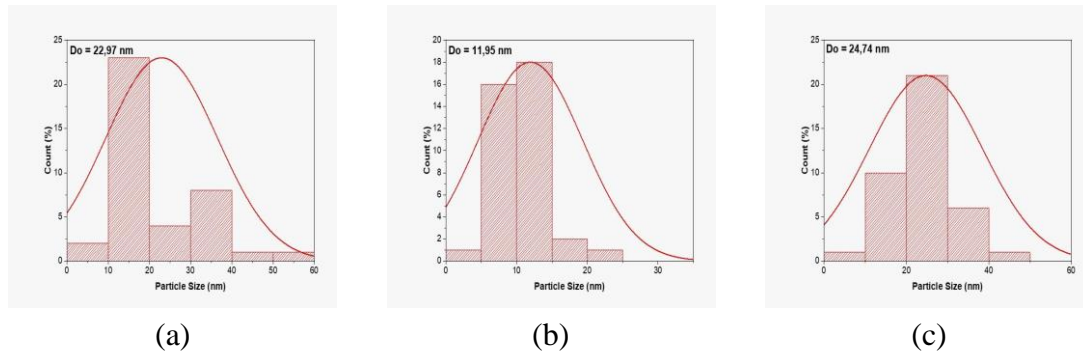 Do = 22,97 nm
25
20
15
10
5
0
Count (%)
0 10 20 30 40 50 60
Particle Size (nm)
(a)
Do = 11,95 nm
20
18
16
14
12
10
8
6
4
2
0
Count (%)
0 10 20 30
Particle Size (nm)
(b)
Do = 24,74 nm
25
20
15
10
5
0
Count (%)
0 20 40 60
Particle Size (nm)
(c)